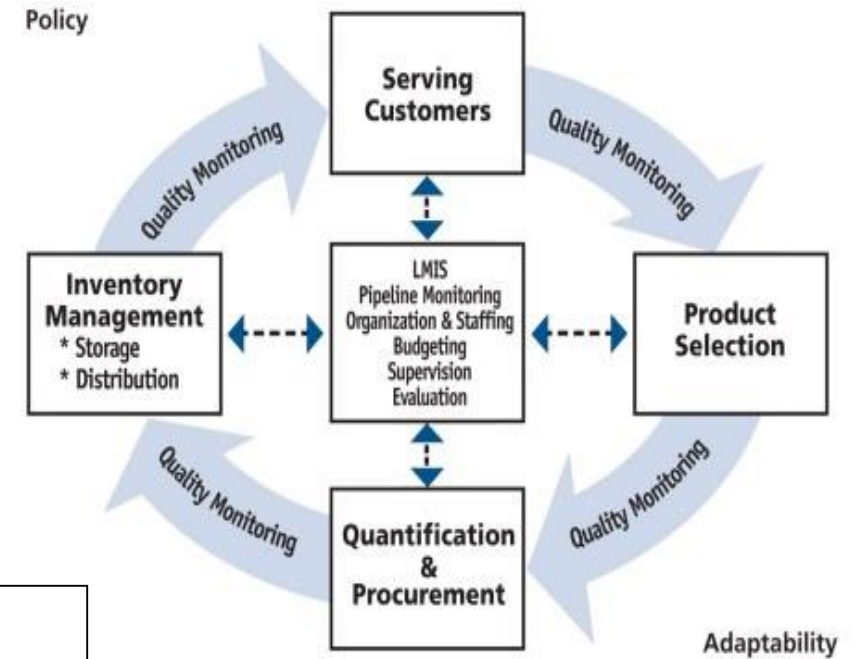 Policy
Serving
Customers
Quality Monitoring
Quality Monitoring
Inventory
Management
* Storage
* Distribution
LMIS
Pipeline Monitoring
Organization & Staffing
Budgeting
Supervision
Evaluation
Product
Selection
Quality Monitoring
Quality Monitoring
Quantification
&
Procurement
Adaptability